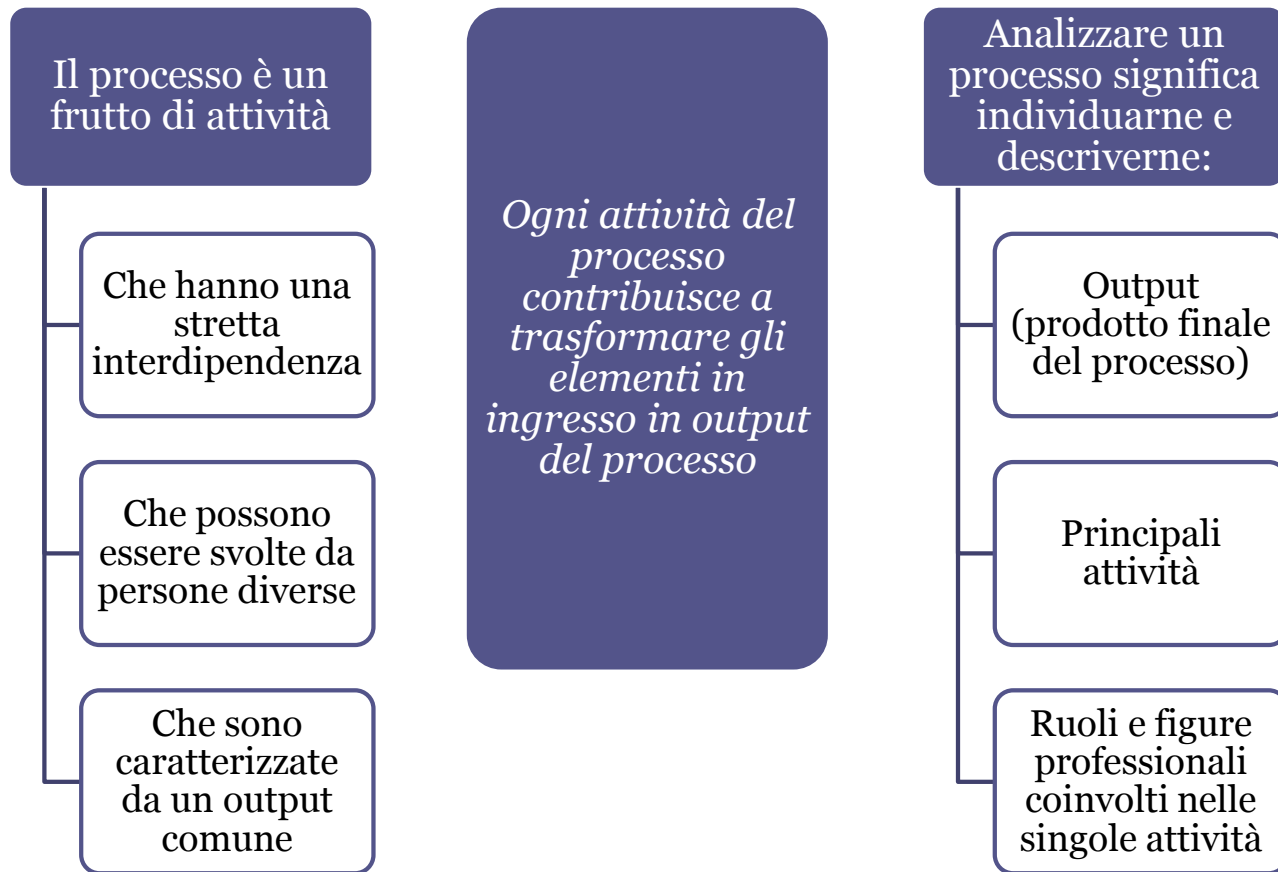 Il processo è un
frutto di attività
Che hanno una
stretta
interdipendenza
Che possono
essere svolte da
persone diverse
Che sono
caratterizzate
da un output
comune
Ogni attività del
processo
contribuisce a
trasformare gli
elementi in
ingresso in output
del processo
Analizzare un
processo significa
individuarne e
descriverne:
Output
(prodotto finale
del processo)
Principali
attività
Ruoli e figure
professionali
coinvolti nelle
singole attività